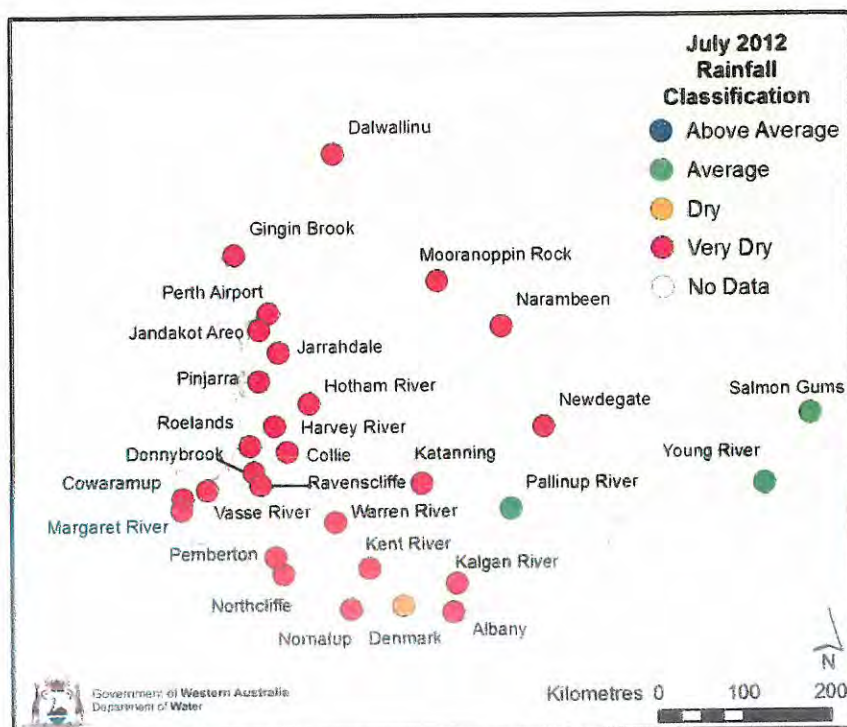 July 2012
Rainfall
Classification
Above Average
Average
Dry
Very Dry
No Data
Dalwallinu
Gingin Brook
Mooranoppin Rock
Perth Airport
Narambeen
Jandakot Areo
Jarrahdale
Pinjarra
Hotham River
Salmon Gums
Newdegate
Roelands
Harvey River
Donnybrook
Collie
Katanning
Young River
Cowaramup
Ravenscliffe
Pallinup River
Vasse River
Warren River
Margaret River
Pemberton
Kent River
Kalgan River
Northcliffe
Nornalup
Denmark
Albany
N
Government of Western Australia
Department of Water
Kilometres 0 100 200